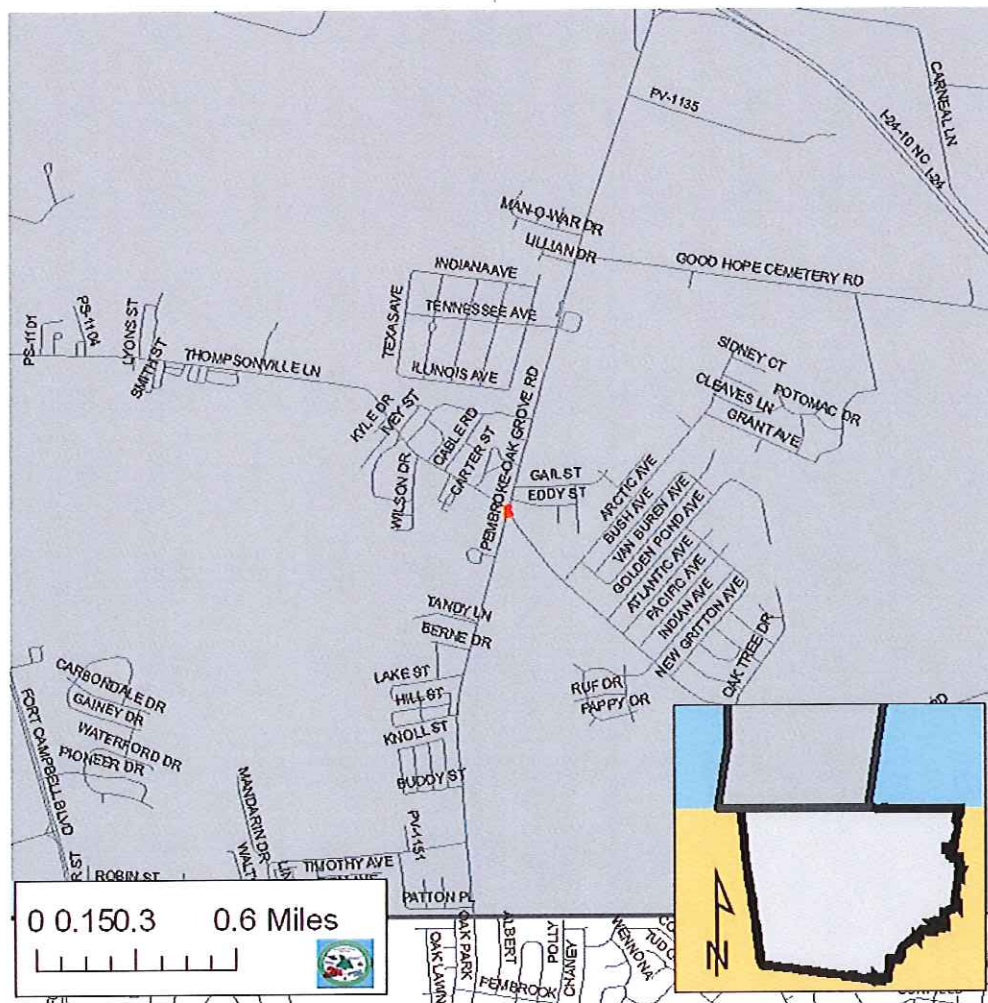 PV-1135
CARNEAL LN
I-24-10 NC I-24
MAN-O-WAR DR
LILLIAN DR
GOOD HOPE CEMETERY RD
INDIANA AVE
TENNESSEE AVE
TEXAS AVE
ILLINOIS AVE
PS-1101
PS-1104
LYONS ST
SMITH ST
THOMPSONVILLE LN
SIDNEY CT
CLEAVES LN
POTOMAC DR
GRANT AVE
KYLE DR
IVEY ST
CABLE RD
CARTER ST
WILSON DR
PEMBROKE-OAK GROVE RD
GAIL ST
EDDY ST
ARCTIC AVE
BUSH AVE
VAN BUREN AVE
GOLDEN POND AVE
ATLANTIC AVE
PACIFIC AVE
INDIAN AVE
NEW GRITTON AVE
OAK TREE DR
TANDY LN
BERNE DR
LAKE ST
HILL ST
KNOLL ST
BUDDY ST
RUF DR
PAPPY DR
RD
CARBONDALE DR
GAINEY DR
WATERFORD DR
PIONEER DR
FORT CAMPBELL BLVD
MANDARIN DR
PV-1151
TIMOTHY AVE
R ST
ROBIN ST
PATTON PL
0 0.15 0.3 0.6 Miles
OAK LAWN
OAK PARK
ALBERT
POLLY
CHANEY
PEMBROOK
WENNONA
N